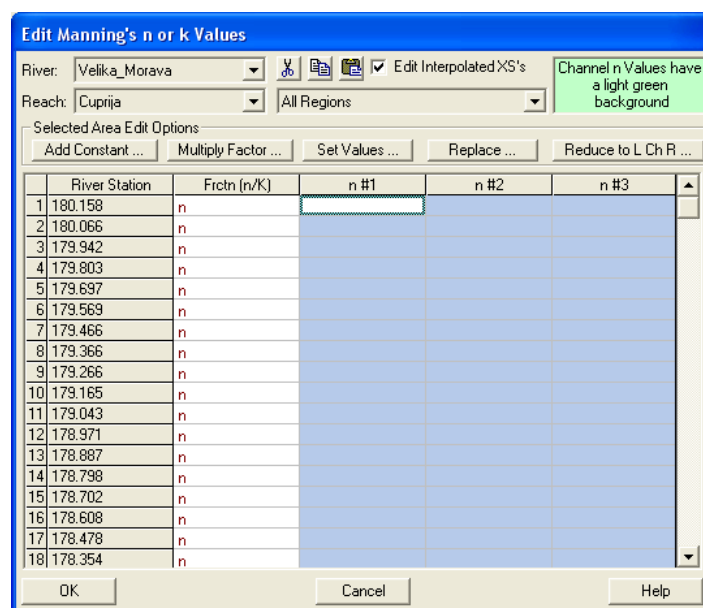 Edit Manning's n or k Values
River: Velika_Morava Edit Interpolated XS's Channel n Values have a light green background
Reach: Cuprija All Regions
Selected Area Edit Options
Add Constant ... Multiply Factor ... Set Values ... Replace ... Reduce to L Ch R ...
River Station Frctn (n/K) n #1 n #2 n #3
1 180.158 n
2 180.066 n
3 179.942 n
4 179.803 n
5 179.697 n
6 179.569 n
7 179.466 n
8 179.366 n
9 179.266 n
10 179.165 n
11 179.043 n
12 178.971 n
13 178.887 n
14 178.798 n
15 178.702 n
16 178.608 n
17 178.478 n
18 178.354 n
OK Cancel Help